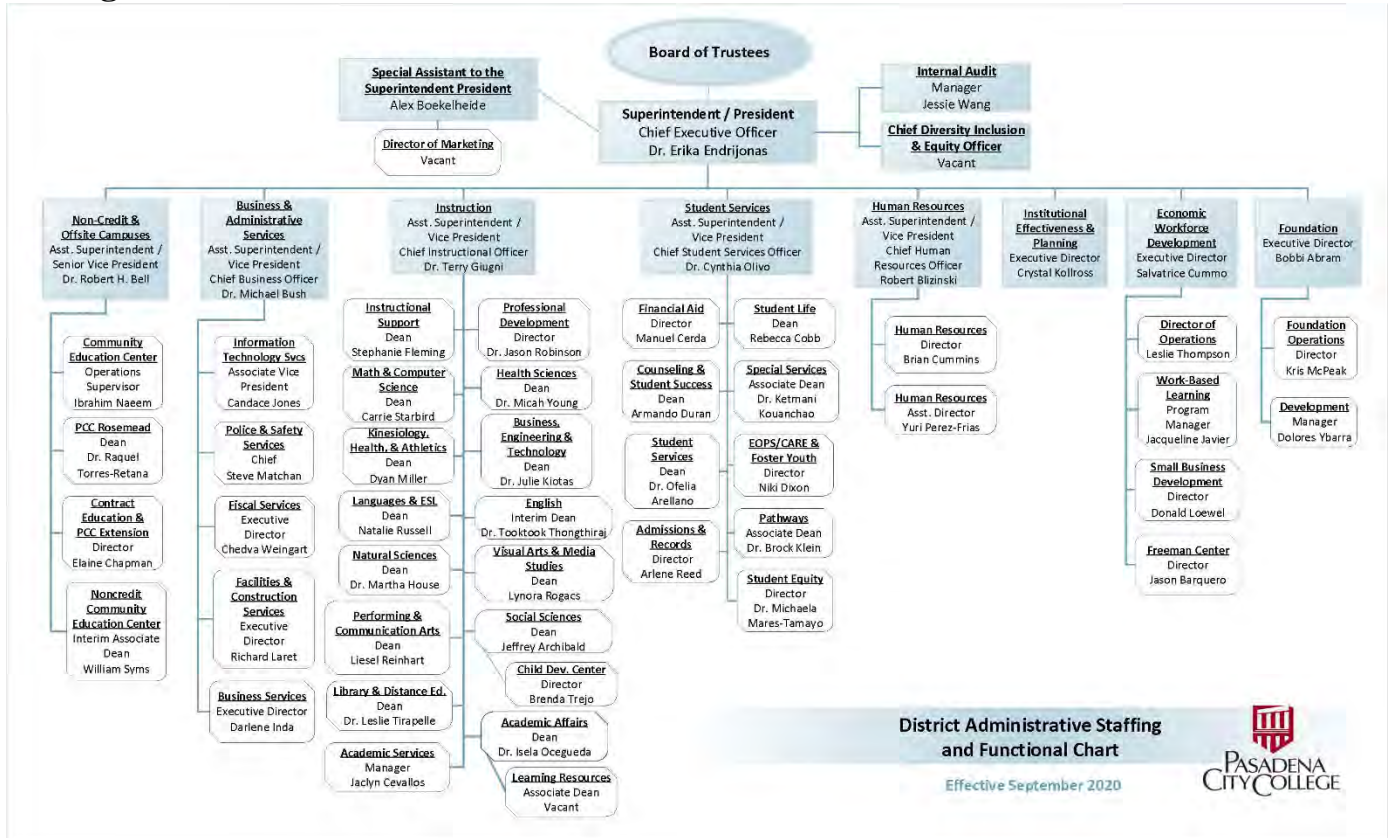 Board of Trustees
Special Assistant to the
Superintendent President
Alex Boekelheide
Director of Marketing
Vacant
Superintendent / President
Chief Executive Officer
Dr. Erika Endrijonas
Internal Audit
Manager
Jessie Wang
Chief Diversity Inclusion
& Equity Officer
Vacant
Non-Credit &
Offsite Campuses
Asst. Superintendent /
Senior Vice President
Dr. Robert H. Bell
Community
Education Center
Operations
Supervisor
Ibrahim Naeem
PCC Rosemead
Dean
Dr. Raquel
Torres-Retana
Contract
Education &
PCC Extension
Director
Elaine Chapman
Noncredit
Community
Education Center
Interim Associate
Dean
William Syms
Business &
Administrative
Services
Asst. Superintendent /
Vice President
Chief Business Officer
Dr. Michael Bush
Information
Technology Svcs
Associate Vice
President
Candace Jones
Police & Safety
Services
Chief
Steve Matchan
Fiscal Services
Executive
Director
Chedva Weingart
Facilities &
Construction
Services
Executive
Director
Richard Laret
Business Services
Executive Director
Darlene Inda
Instruction
Asst. Superintendent /
Vice President
Chief Instructional Officer
Dr. Terry Giugni
Instructional
Support
Dean
Stephanie Fleming
Math & Computer
Science
Dean
Carrie Starbird
Kinesiology,
Health, & Athletics
Dean
Dyan Miller
Languages & ESL
Dean
Natalie Russell
Natural Sciences
Dean
Dr. Martha House
Performing &
Communication Arts
Dean
Liesel Reinhart
Library & Distance Ed.
Dean
Dr. Leslie Tirapelle
Academic Services
Manager
Jaclyn Cevallos
Professional
Development
Director
Dr. Jason Robinson
Health Sciences
Dean
Dr. Micah Young
Business,
Engineering &
Technology
Dean
Dr. Julie Kiotas
English
Interim Dean
Dr. Tooktook Thongthiraj
Visual Arts & Media
Studies
Dean
Lynora Rogacs
Social Sciences
Dean
Jeffrey Archibald
Child Dev. Center
Director
Brenda Trejo
Academic Affairs
Dean
Dr. Isela Ocegueda
Learning Resources
Associate Dean
Vacant
Student Services
Asst. Superintendent /
Vice President
Chief Student Services Officer
Dr. Cynthia Olivo
Financial Aid
Director
Manuel Cerda
Counseling &
Student Success
Dean
Armando Duran
Student
Services
Dean
Dr. Ofelia
Arellano
Admissions &
Records
Director
Arlene Reed
Student Life
Dean
Rebecca Cobb
Special Services
Associate Dean
Dr. Ketmani
Kouanchao
EOPS/CARE &
Foster Youth
Director
Niki Dixon
Pathways
Associate Dean
Dr. Brock Klein
Student Equity
Director
Dr. Michaela
Mares-Tamayo
Human Resources
Asst. Superintendent /
Vice President
Chief Human
Resources Officer
Robert Blizinski
Human Resources
Director
Brian Cummins
Human Resources
Asst. Director
Yuri Perez-Frias
Institutional
Effectiveness &
Planning
Executive Director
Crystal Kollross
Economic
Workforce
Development
Executive Director
Salvatrice Cummo
Director of
Operations
Leslie Thompson
Work-Based
Learning
Program
Manager
Jacqueline Javier
Small Business
Development
Director
Donald Loewel
Freeman Center
Director
Jason Barquero
Foundation
Executive Director
Bobbi Abram
Foundation
Operations
Director
Kris McPeak
Development
Manager
Dolores Ybarra
District Administrative Staffing
and Functional Chart
Effective September 2020
PASADENA
CITY COLLEGE